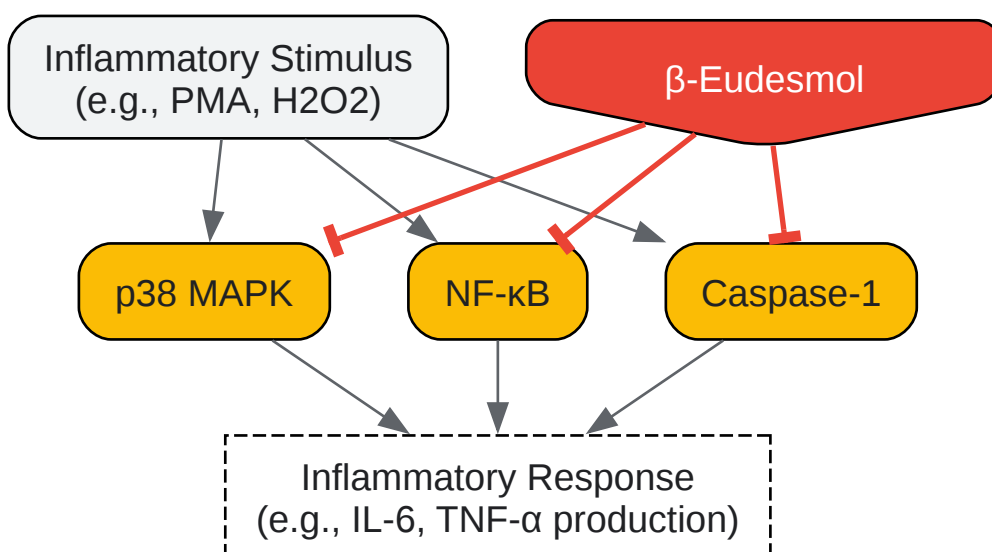 Inflammatory Stimulus
(e.g., PMA, H2O2)
β-Eudesmol
p38 MAPK
NF-κB
Caspase-1
Inflammatory Response
(e.g., IL-6, TNF-α production)